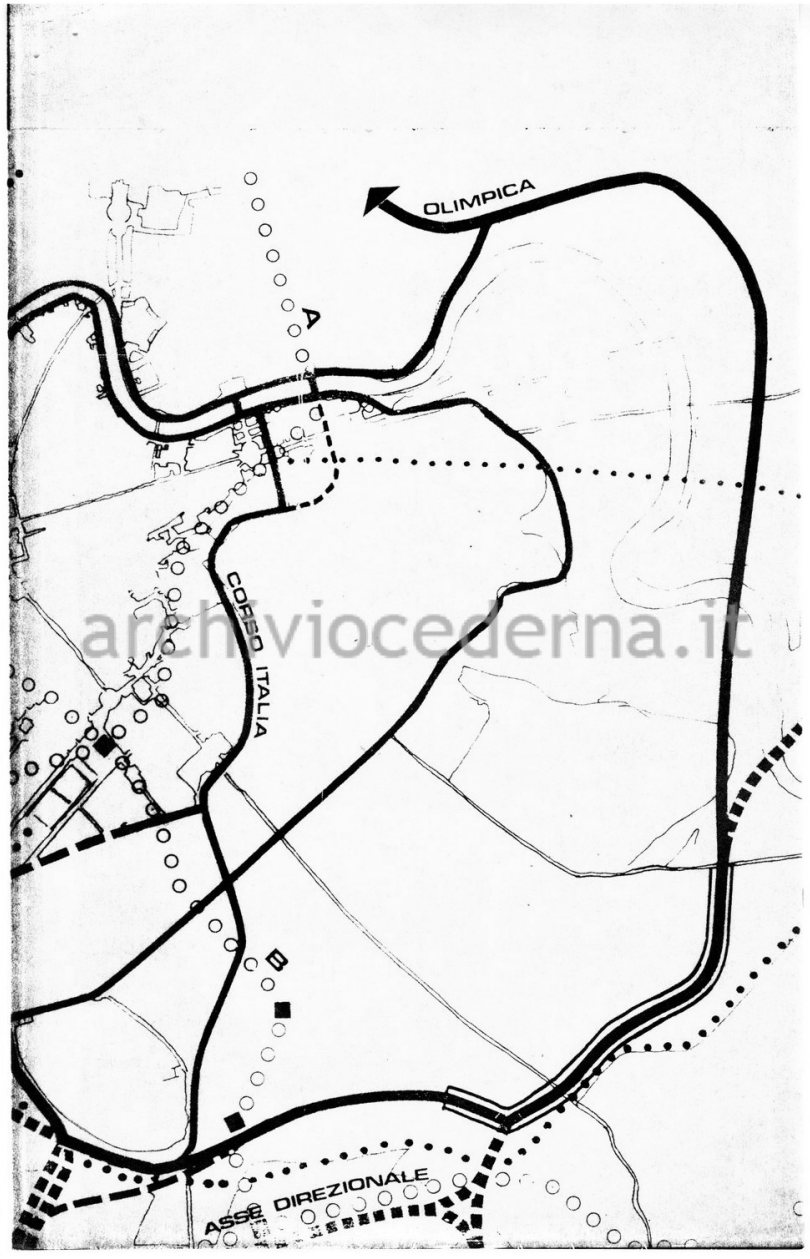 OLIMPICA
A
CORSO ITALIA
archiviocederna.it
B
ASSE DIREZIONALE